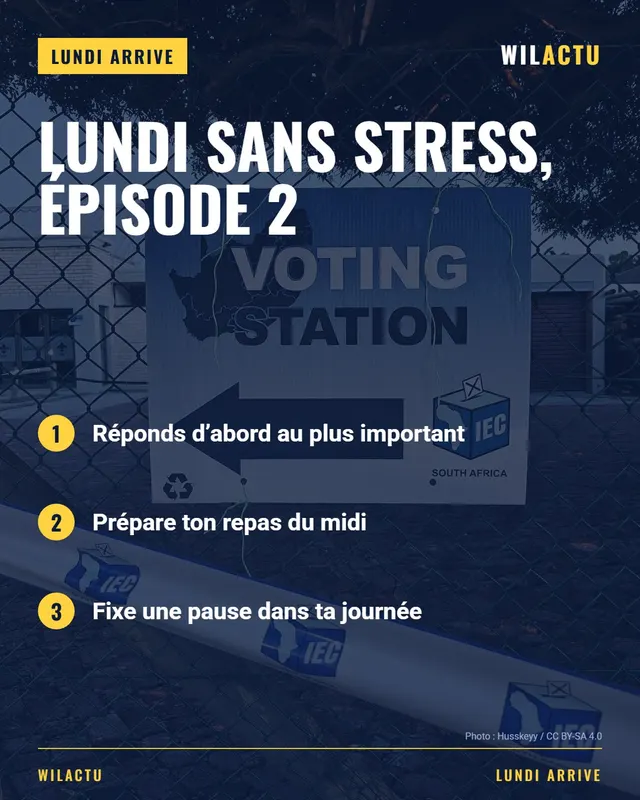 LUNDI ARRIVE
WILACTU
LUNDI SANS STRESS,
ÉPISODE 2
VOTING
STATION
IEC
SOUTH AFRICA
1 Réponds d’abord au plus important
2 Prépare ton repas du midi
IEC
3 Fixe une pause dans ta journée
IEC
IEC
Photo : Husskeyy / CC BY-SA 4.0
WILACTU
LUNDI ARRIVE